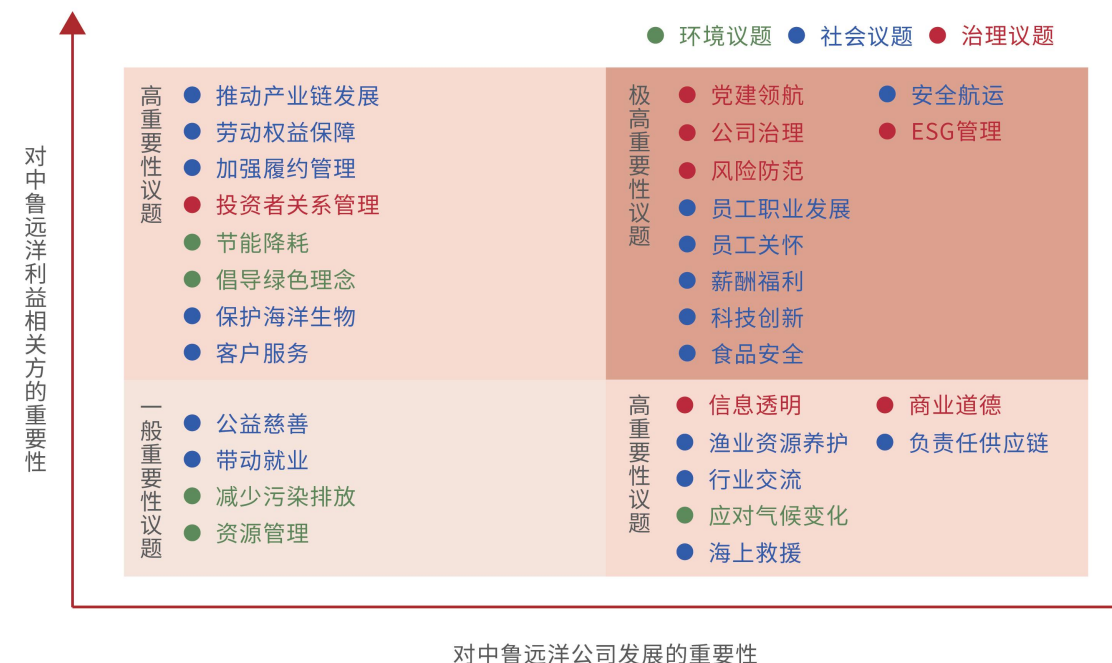 环境议题 社会议题 治理议题
对中鲁远洋利益相关方的重要性
高重要性议题
推动产业链发展
劳动权益保障
加强履约管理
投资者关系管理
节能降耗
倡导绿色理念
保护海洋生物
客户服务
极高重要性议题
党建领航
公司治理
风险防范
员工职业发展
员工关怀
薪酬福利
科技创新
食品安全
安全航运
ESG管理
一般重要性议题
公益慈善
带动就业
减少污染排放
资源管理
高重要性议题
信息透明
渔业资源养护
行业交流
应对气候变化
海上救援
商业道德
负责任供应链
对中鲁远洋公司发展的重要性